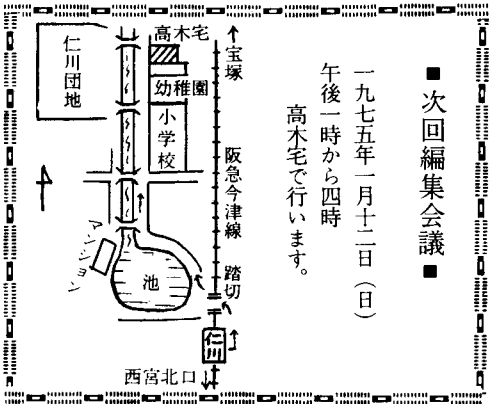 ■次回編集会議■
一九七五年一月十二日（日）
午後一時から四時
高木宅で行います。
↑宝塚
阪急今津線
踏切
仁川
西宮北口
高木宅
幼稚園
小学校
池
マンション
仁川団地